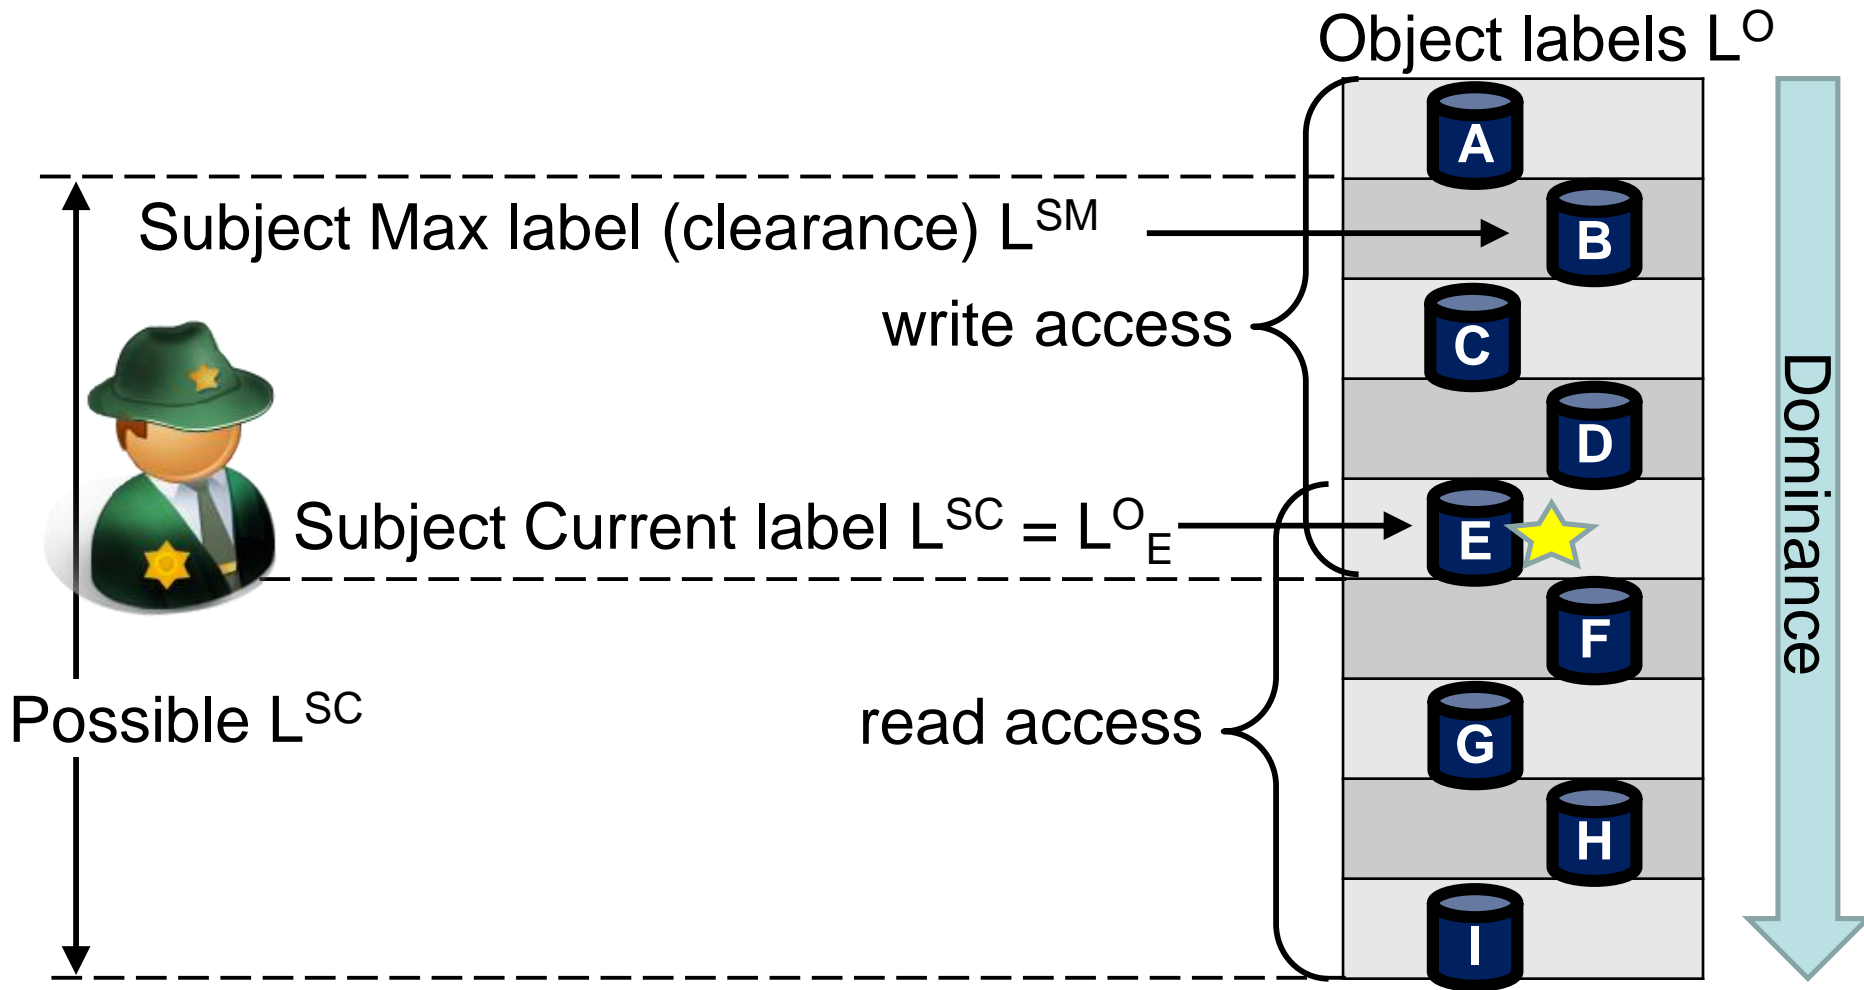 Object labels L^O
A
Subject Max label (clearance) L^SM
B
write access
C
D
Subject Current label L^SC = L^O_E
E
F
Possible L^SC
read access
G
H
I
Dominance